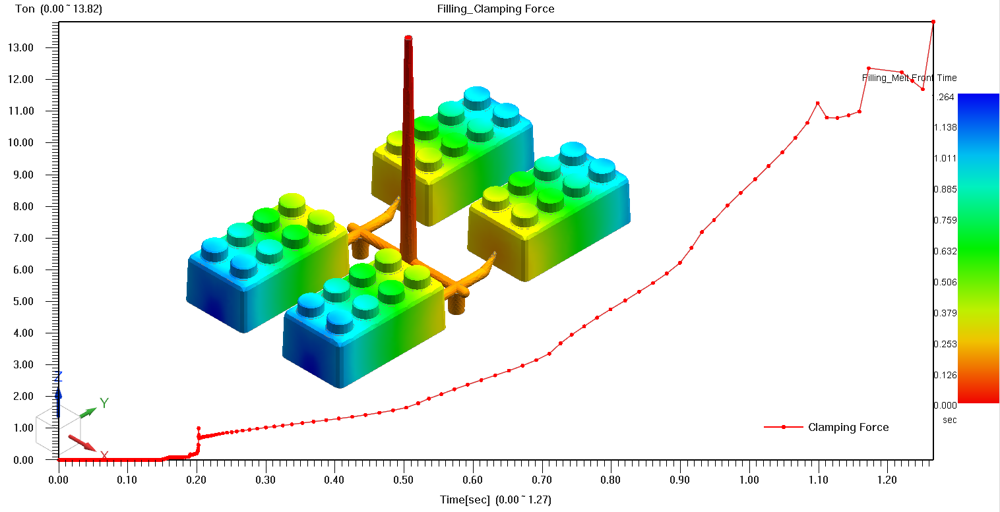 Ton (0.00 ~ 13.82)
Filling_Clamping Force
13.00
12.00
11.00
10.00
9.00
8.00
7.00
6.00
5.00
4.00
3.00
2.00
1.00
0.00
Filling_Melt Front Time
1.264
1.138
1.011
0.885
0.759
0.632
0.506
0.379
0.253
0.126
0.000
sec
Z
Y
X
Clamping Force
0.00 0.10 0.20 0.30 0.40 0.50 0.60 0.70 0.80 0.90 1.00 1.10 1.20
Time[sec] (0.00 ~ 1.27)